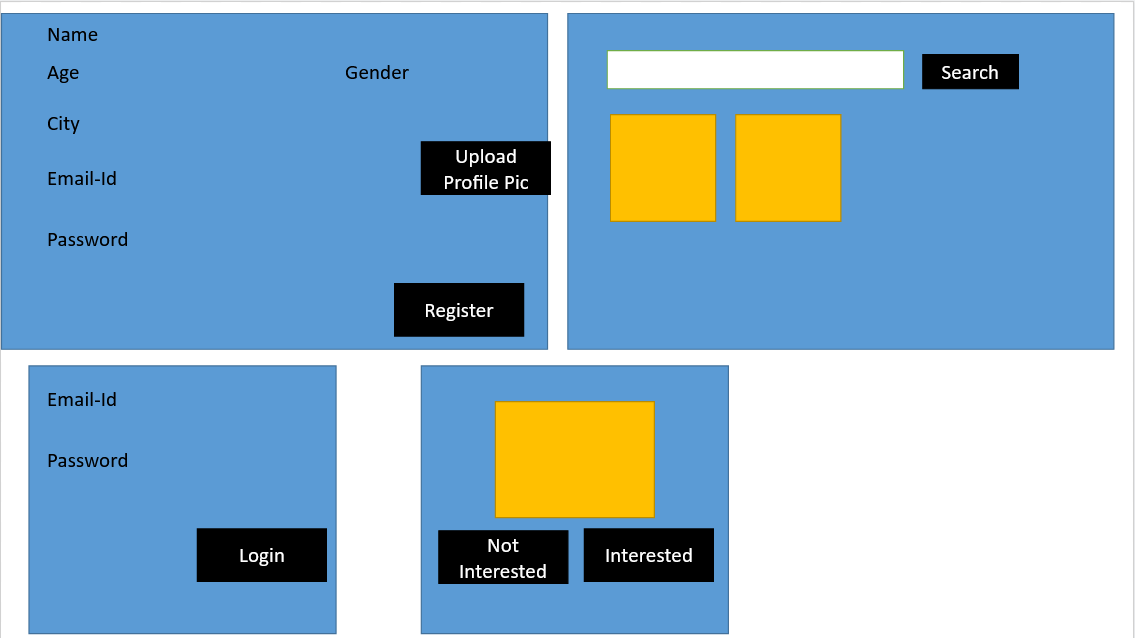 Name
Age
Gender
City
Email-Id
Upload
Profile Pic
Password
Register
Search
Email-Id
Password
Login
Not
Interested
Interested